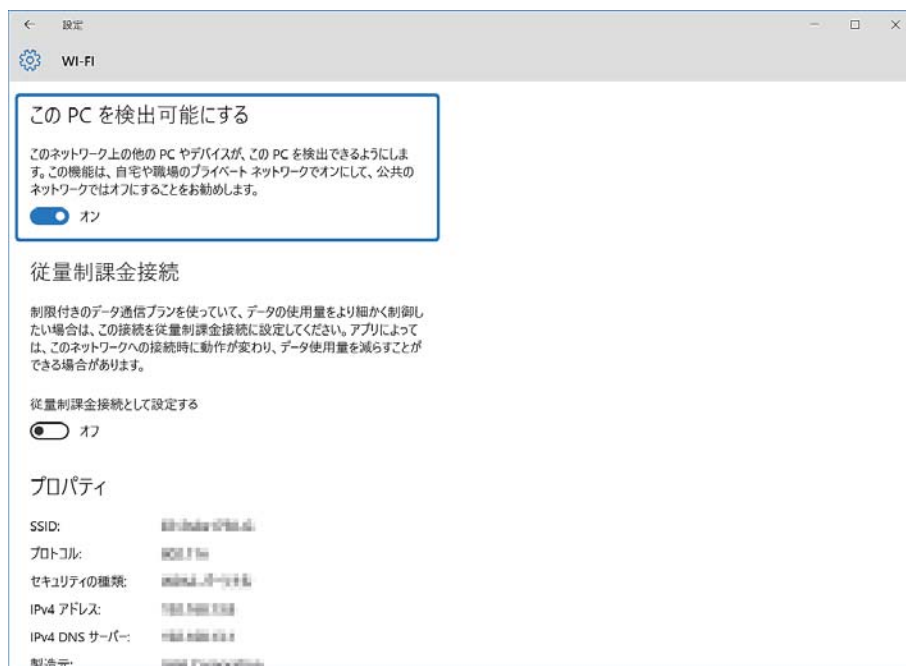 設定
WI-FI
この PC を検出可能にする
このネットワーク上の他の PC やデバイスが、この PC を検出できるようにしま
す。この機能は、自宅や職場のプライベート ネットワークでオンにして、公共の
ネットワークではオフにすることをお勧めします。
オン
従量制課金接続
制限付きのデータ通信プランを使っていて、データの使用量をより細かく制御し
たい場合は、この接続を従量制課金接続に設定してください。アプリによって
は、このネットワークへの接続時に動作が変わり、データ使用量を減らすことが
できる場合があります。
従量制課金接続として設定する
オフ
プロパティ
SSID:
プロトコル:
セキュリティの種類:
IPv4 アドレス:
IPv4 DNS サーバー:
製造元: